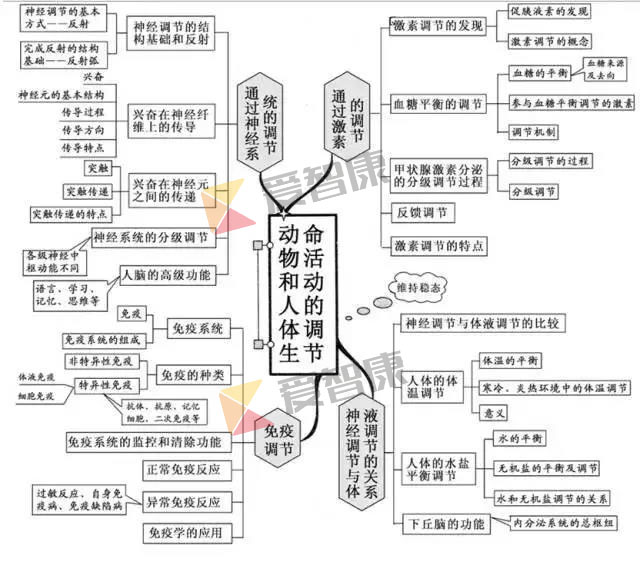 动物和人体生
命活动的调节
通过神经系
统的调节
神经调节的结
构基础和反射
神经调节的基本
方式——反射
完成反射的结构
基础——反射弧
兴奋在神经纤
维上的传导
兴奋
神经元的基本结构
传导过程
传导方向
传导特点
兴奋在神经元
之间的传递
突触
突触传递
突触传递的特点
神经系统的分级调节
各级神经中
枢动能不同
人脑的高级功能
语言、学习、
记忆、思维等
通过激素
的调节
激素调节的发现
促胰液素的发现
激素调节的概念
血糖平衡的调节
血糖的平衡
血糖来源
及去向
参与血糖平衡调节的激素
调节机制
甲状腺激素分泌
的分级调节过程
分级调节的过程
分级调节
反馈调节
激素调节的特点
维持稳态
免疫
调节
免疫系统
免疫
免疫系统的组成
免疫的种类
非特异性免疫
特异性免疫
体液免疫
细胞免疫
抗体、抗原、记忆
细胞、二次免疫等
免疫系统的监控和清除功能
正常免疫反应
异常免疫反应
过敏反应、自身免
疫病、免疫缺陷病
免疫学的应用
神经调节与体
液调节的关系
神经调节与体液调节的比较
人体的体
温调节
体温的平衡
寒冷、炎热环境中的体温调节
意义
人体的水盐
平衡调节
水的平衡
无机盐的平衡及调节
水和无机盐调节的关系
下丘脑的功能
内分泌系统的总枢纽
爱智康
爱智康